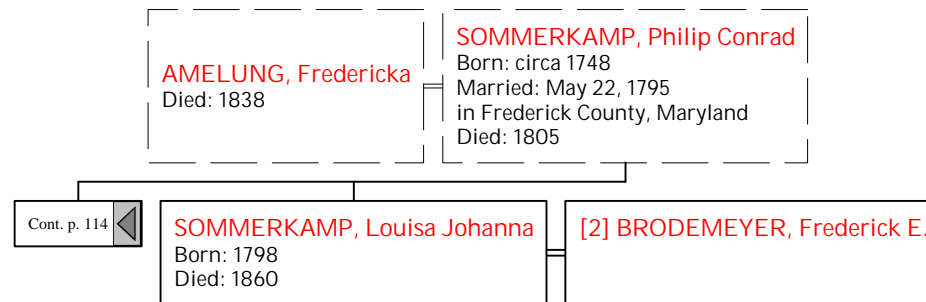 AMELUNG, Fredericka
Died: 1838
SOMMERKAMP, Philip Conrad
Born: circa 1748
Married: May 22, 1795
in Frederick County, Maryland
Died: 1805
Cont. p. 114
SOMMERKAMP, Louisa Johanna
Born: 1798
Died: 1860
[2] BRODEMEYER, Frederick E.